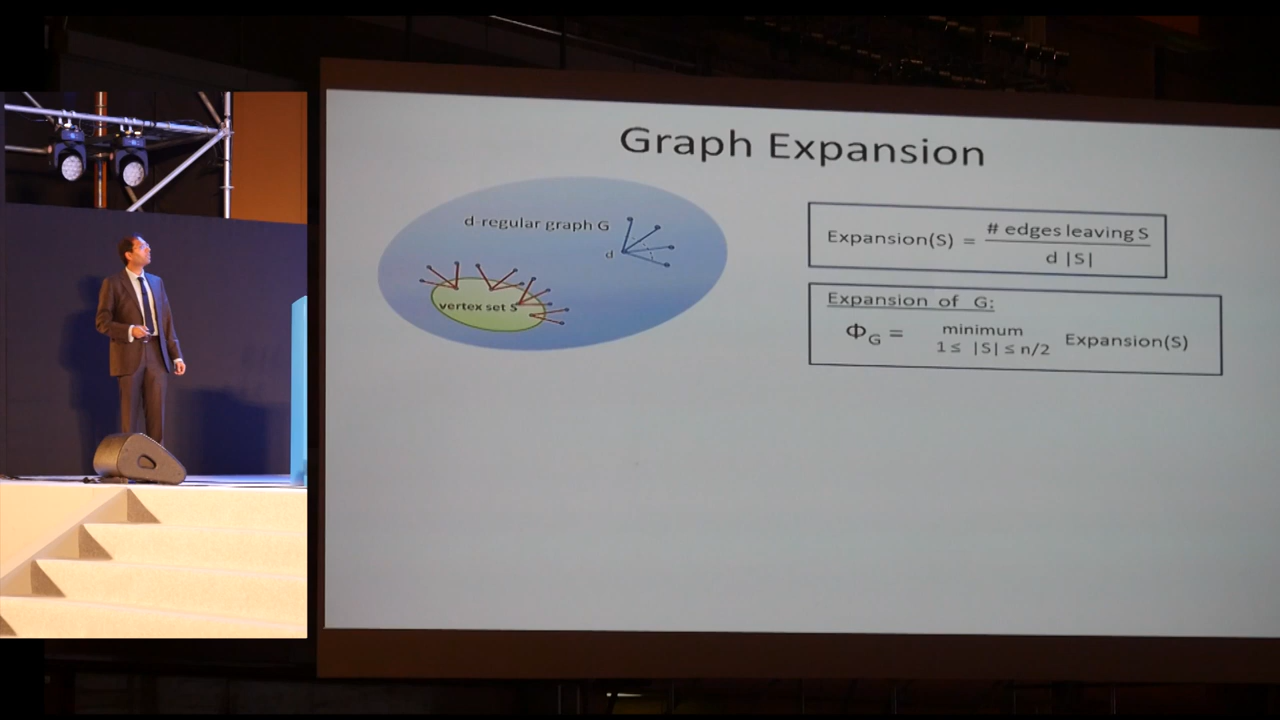 Graph Expansion
d-regular graph G
d
vertex set S
Expansion(S) = # edges leaving S
d |S|
Expansion of G:
Φ_G = minimum Expansion(S)
1 ≤ |S| ≤ n/2